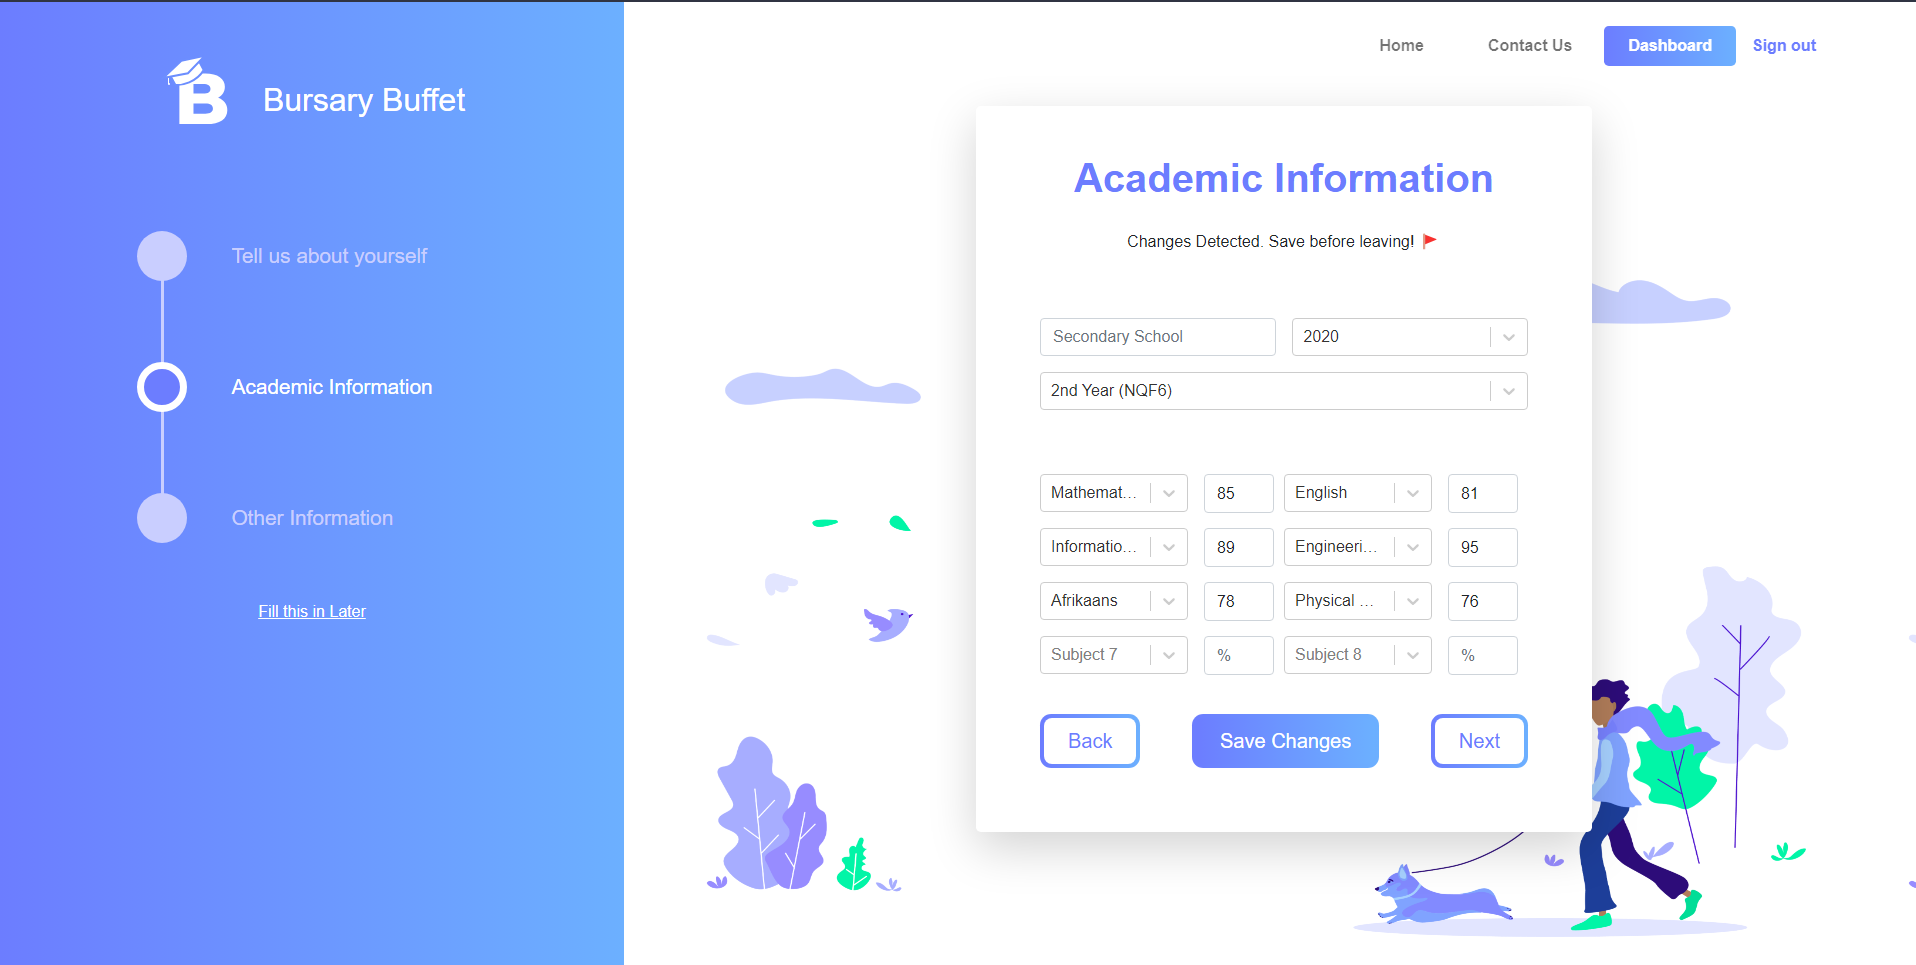 Home
Contact Us
Dashboard
Sign out
B
Bursary Buffet
Tell us about yourself
Academic Information
Other Information
Fill this in Later
Academic Information
Changes Detected. Save before leaving!
Secondary School
2020
2nd Year (NQF6)
Mathemat...
85
English
81
Informatio...
89
Engineeri...
95
Afrikaans
78
Physical ...
76
Subject 7
%
Subject 8
%
Back
Save Changes
Next